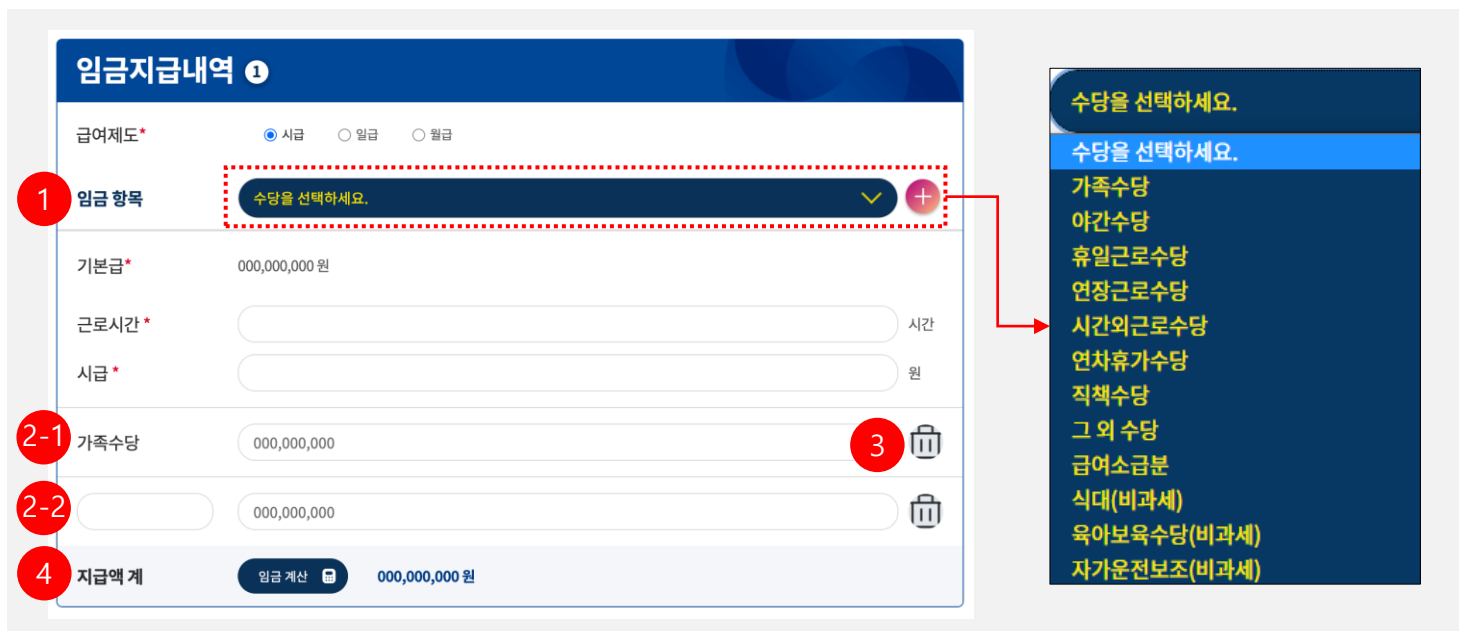 임금지급내역 1
급여제도* 시급 일급 월급
1 임금 항목 수당을 선택하세요.
기본급* 000,000,000 원
근로시간 * 시간
시급 * 원
2-1 가족수당 000,000,000 3
2-2 000,000,000
4 지급액 계 임금 계산 000,000,000 원
수당을 선택하세요.
수당을 선택하세요.
가족수당
야간수당
휴일근로수당
연장근로수당
시간외근로수당
연차휴가수당
직책수당
그 외 수당
급여소급분
식대(비과세)
육아보육수당(비과세)
자가운전보조(비과세)